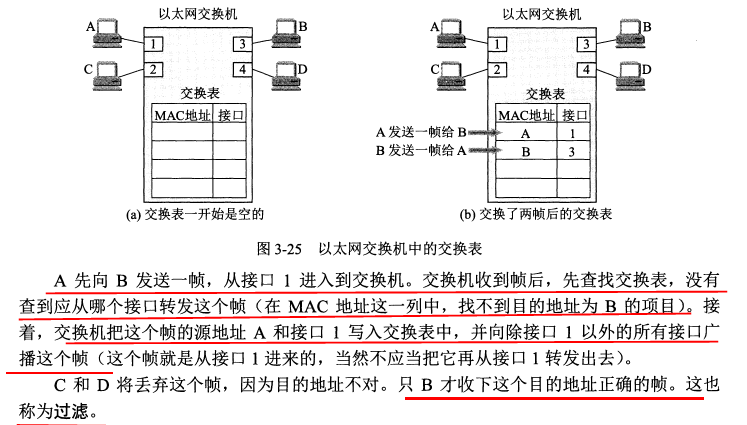 以太网交换机
A
B
C
D
1
3
2
4
交换表
MAC地址 接口
(a) 交换表一开始是空的
以太网交换机
A
B
C
D
1
3
2
4
交换表
MAC地址 接口
A 发送一帧给 B
A 1
B 发送一帧给 A
B 3
(b) 交换了两帧后的交换表
图 3-25 以太网交换机中的交换表
A 先向 B 发送一帧，从接口 1 进入到交换机。交换机收到帧后，先查找交换表，没有
查到应从哪个接口转发这个帧（在 MAC 地址这一列中，找不到目的地址为 B 的项目）。接
着，交换机把这个帧的源地址 A 和接口 1 写入交换表中，并向除接口 1 以外的所有接口广
播这个帧（这个帧就是从接口 1 进来的，当然不应当把它再从接口 1 转发出去）。
C 和 D 将丢弃这个帧，因为目的地址不对。只 B 才收下这个目的地址正确的帧。这也
称为过滤。